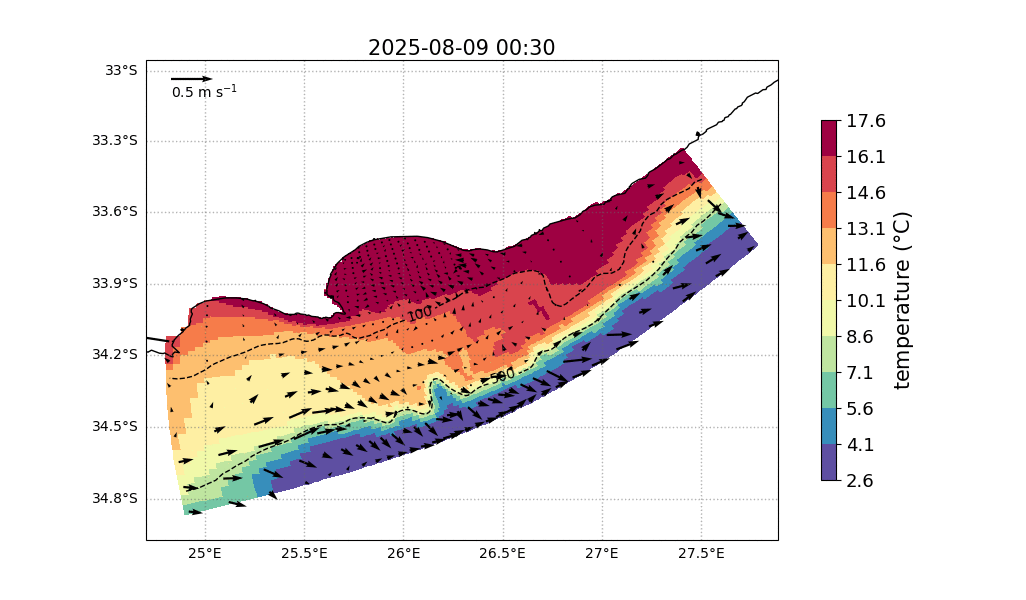 2025-08-09 00:30
0.5 m s⁻¹
33°S
33.3°S
33.6°S
33.9°S
34.2°S
34.5°S
34.8°S
100
500
25°E
25.5°E
26°E
26.5°E
27°E
27.5°E
17.6
16.1
14.6
13.1
11.6
10.1
8.6
7.1
5.6
4.1
2.6
temperature (°C)